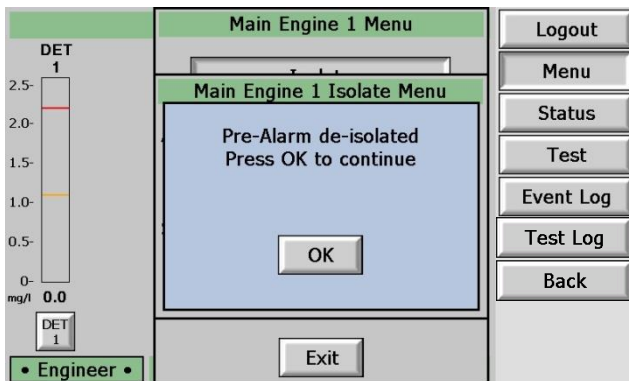 Main Engine 1 Menu
Main Engine 1 Isolate Menu
Pre-Alarm de-isolated
Press OK to continue
OK
Exit
DET
1
2.5-
2.0-
1.5-
1.0-
0.5-
0-
mg/l 0.0
DET
1
• Engineer •
Logout
Menu
Status
Test
Event Log
Test Log
Back